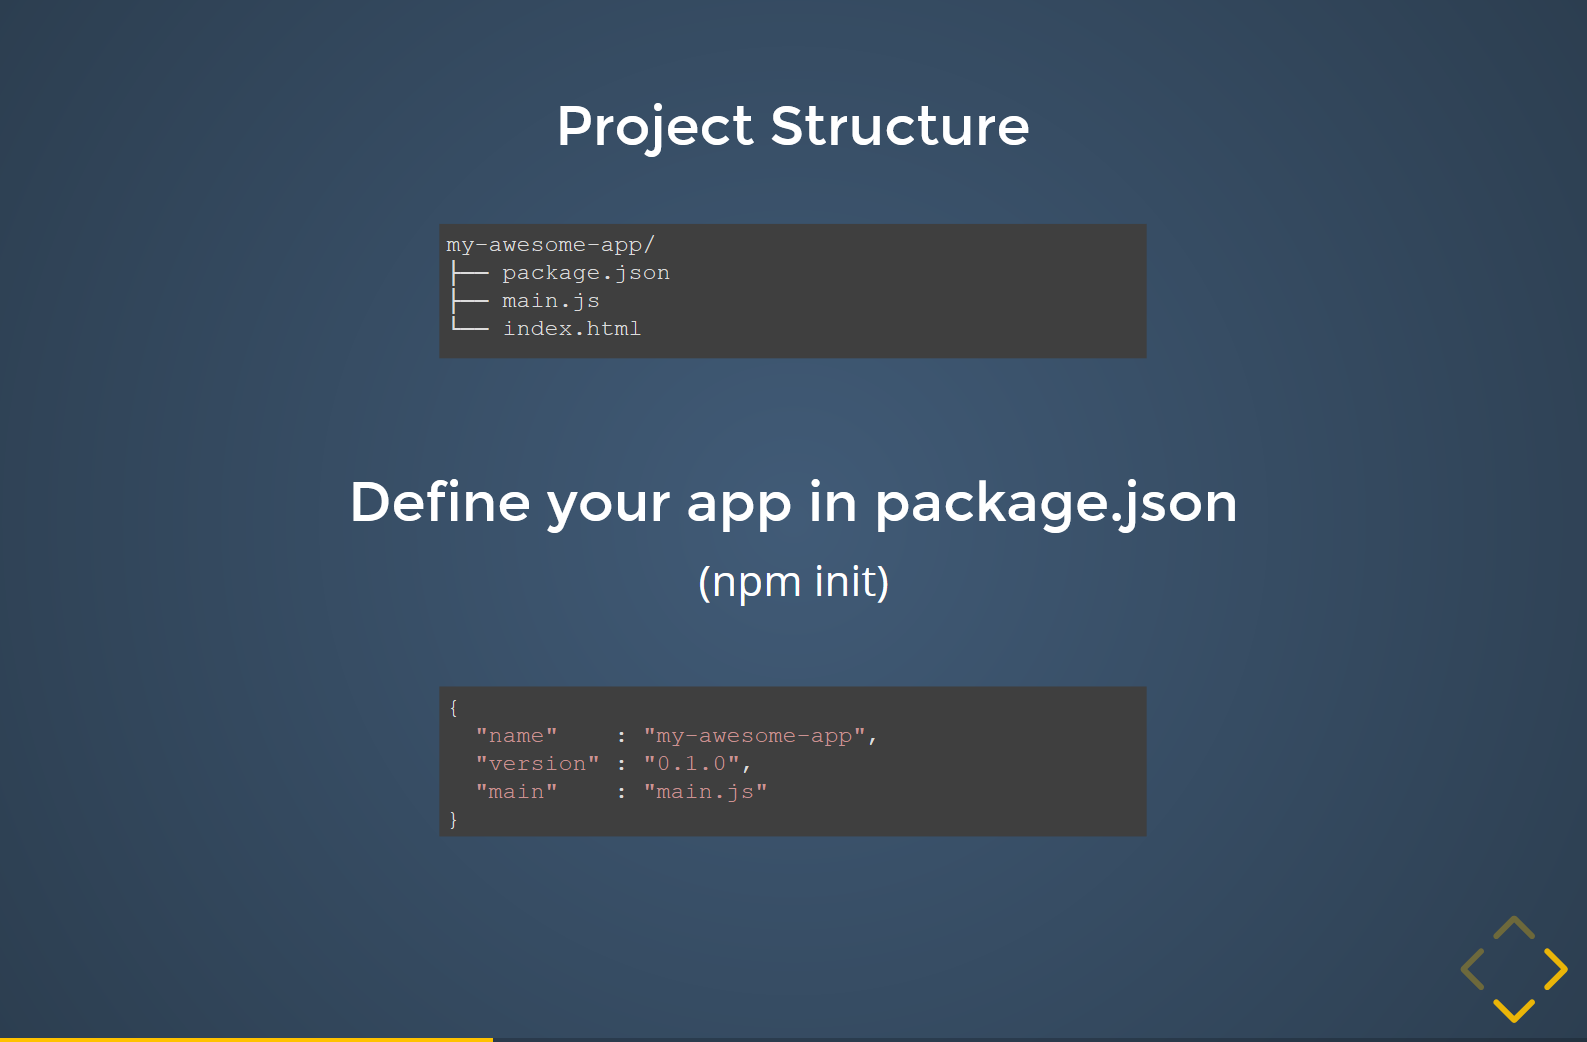 Project Structure
my-awesome-app/
├── package.json
├── main.js
└── index.html
Define your app in package.json
(npm init)
{
  "name"    : "my-awesome-app",
  "version" : "0.1.0",
  "main"    : "main.js"
}